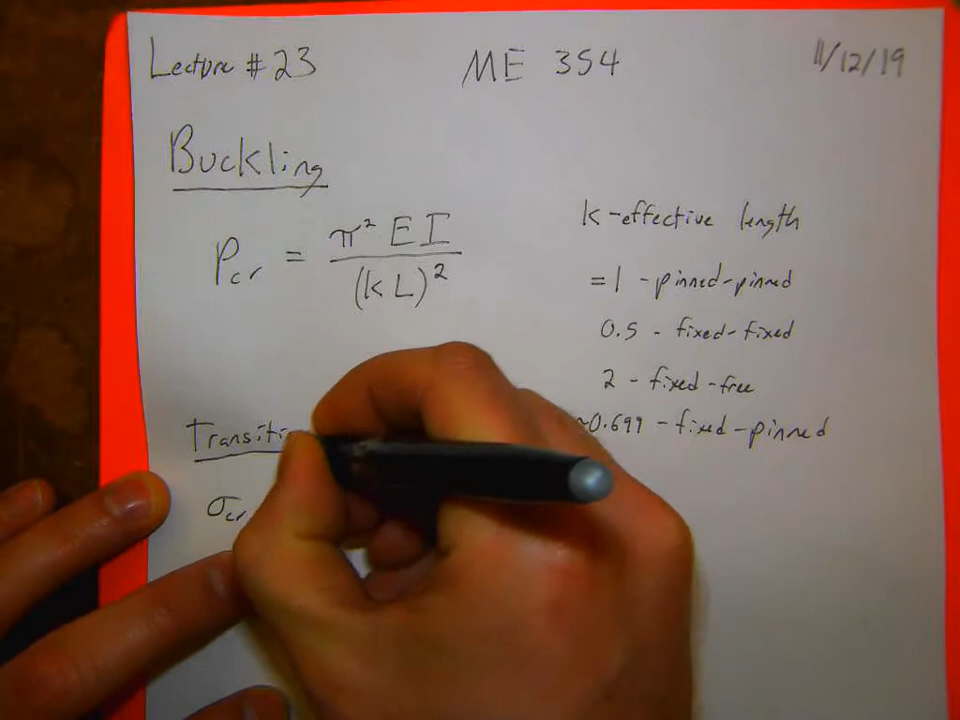 Lecture #23 ME 354 11/12/19
Buckling
Pcr = π² E I / (k L)²
k-effective length
= 1 - pinned-pinned
0.5 - fixed-fixed
2 - fixed-free
~0.699 - fixed-pinned
Transiti
σcr